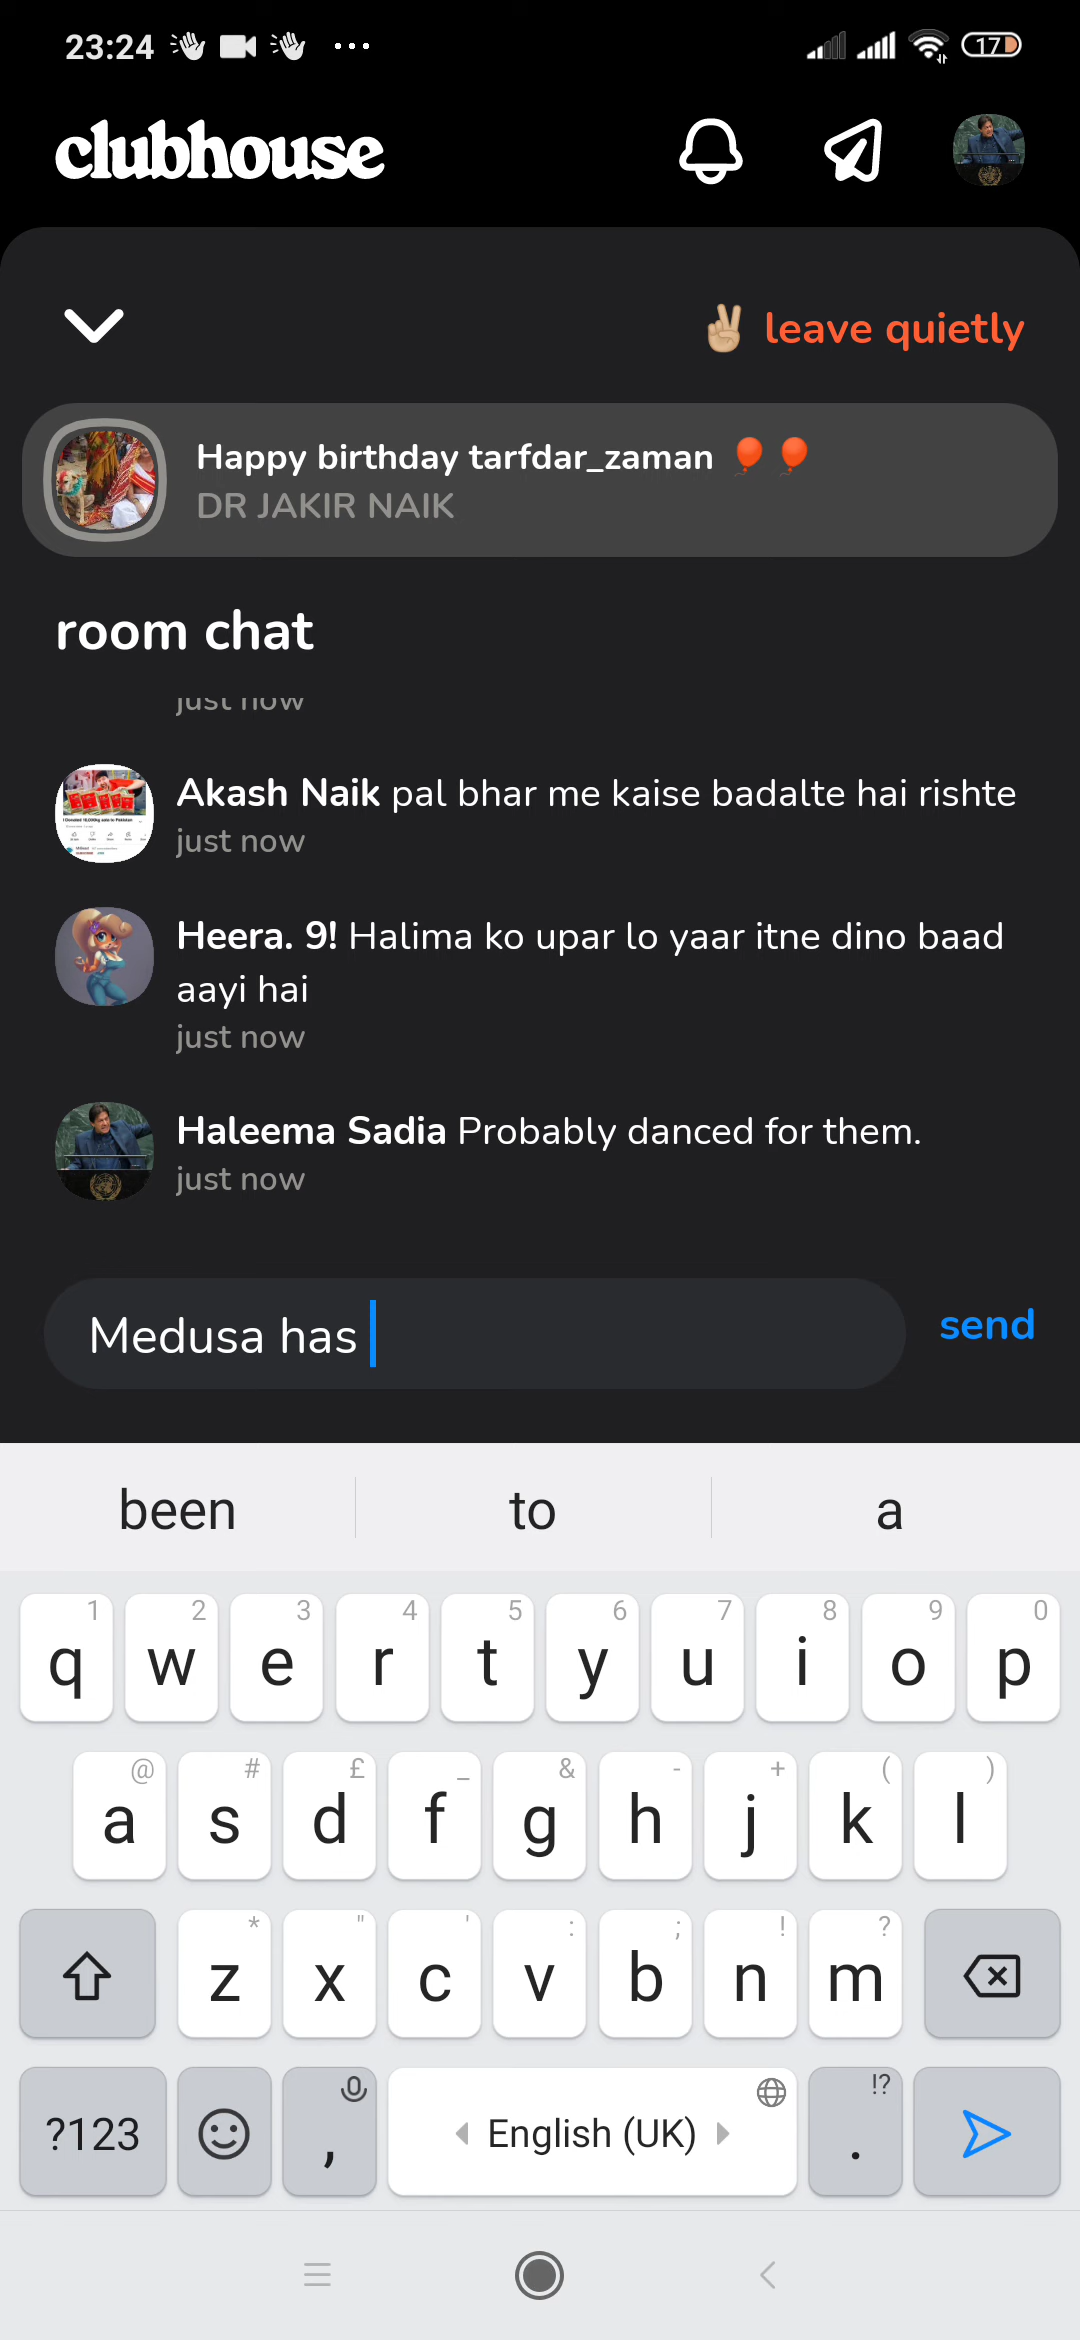 23:24
17
clubhouse
leave quietly
Happy birthday tarfdar_zaman
DR JAKIR NAIK
room chat
just now
Akash Naik pal bhar me kaise badalte hai rishte
just now
Heera. 9! Halima ko upar lo yaar itne dino baad
aayi hai
just now
Haleema Sadia Probably danced for them.
just now
Medusa has
send
been to a
1 2 3 4 5 6 7 8 9 0
q w e r t y u i o p
@ # £ _ & - + ( )
a s d f g h j k l
* " ' : ; ! ?
z x c v b n m
!?
?123 , English (UK) .